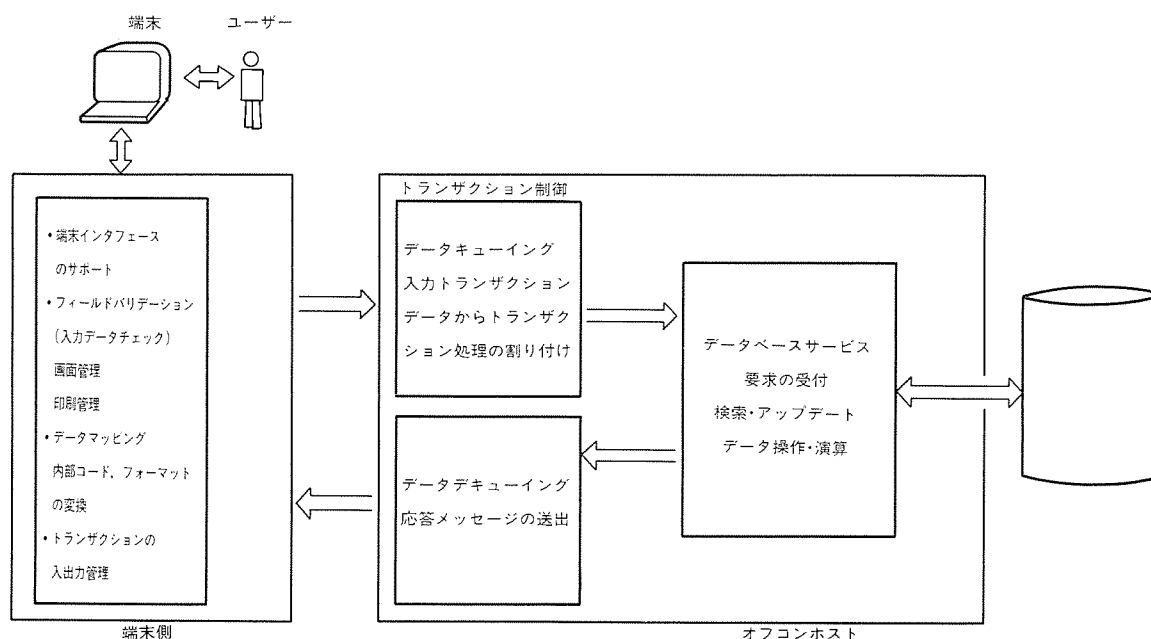 端末
ユーザー
・端末インタフェース
のサポート
・フィールドバリデーション
(入力データチェック)
画面管理
印刷管理
・データマッピング
内部コード,フォーマット
の変換
・トランザクションの
入出力管理
端末側
トランザクション制御
データキューイング
入力トランザクション
データからトランザク
ション処理の割り付け
データデキューイング
応答メッセージの送出
データベースサービス
要求の受付
検索・アップデート
データ操作・演算
オフコンホスト